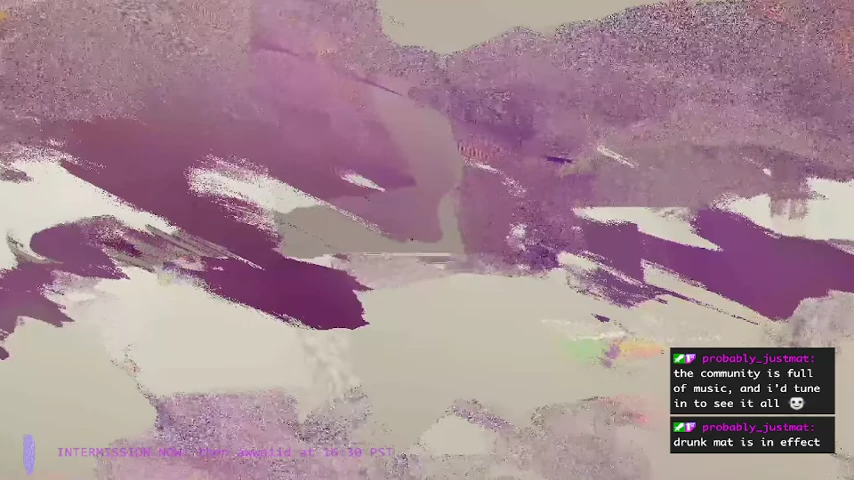 probably_justmat:
the community is full
of music, and i'd tune
in to see it all
probably_justmat:
drunk mat is in effect
INTERMISSION NOW! then awwaiid at 16:30 PST